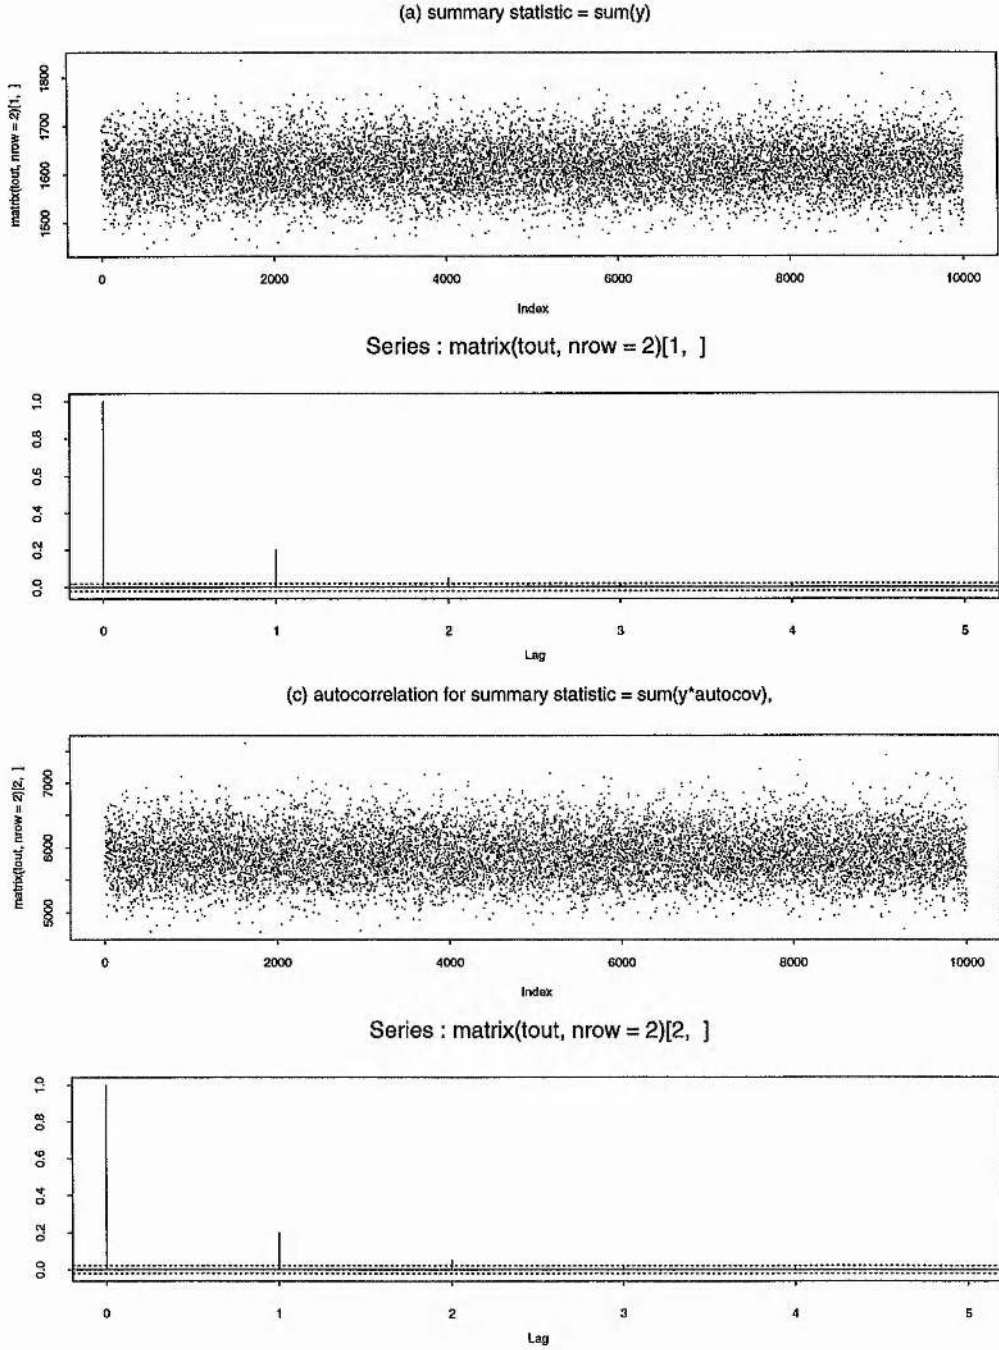 (a) summary statistic = sum(y)
matrix(tout, nrow = 2)[1, ]
1800
1700
1600
1500
0 2000 4000 6000 8000 10000
Index
Series : matrix(tout, nrow = 2)[1, ]
1.0
0.8
0.6
0.4
0.2
0.0
0 1 2 3 4 5
Lag
(c) autocorrelation for summary statistic = sum(y*autocov),
matrix(tout, nrow = 2)[2, ]
7000
6000
5000
0 2000 4000 6000 8000 10000
Index
Series : matrix(tout, nrow = 2)[2, ]
1.0
0.8
0.6
0.4
0.2
0.0
0 1 2 3 4 5
Lag